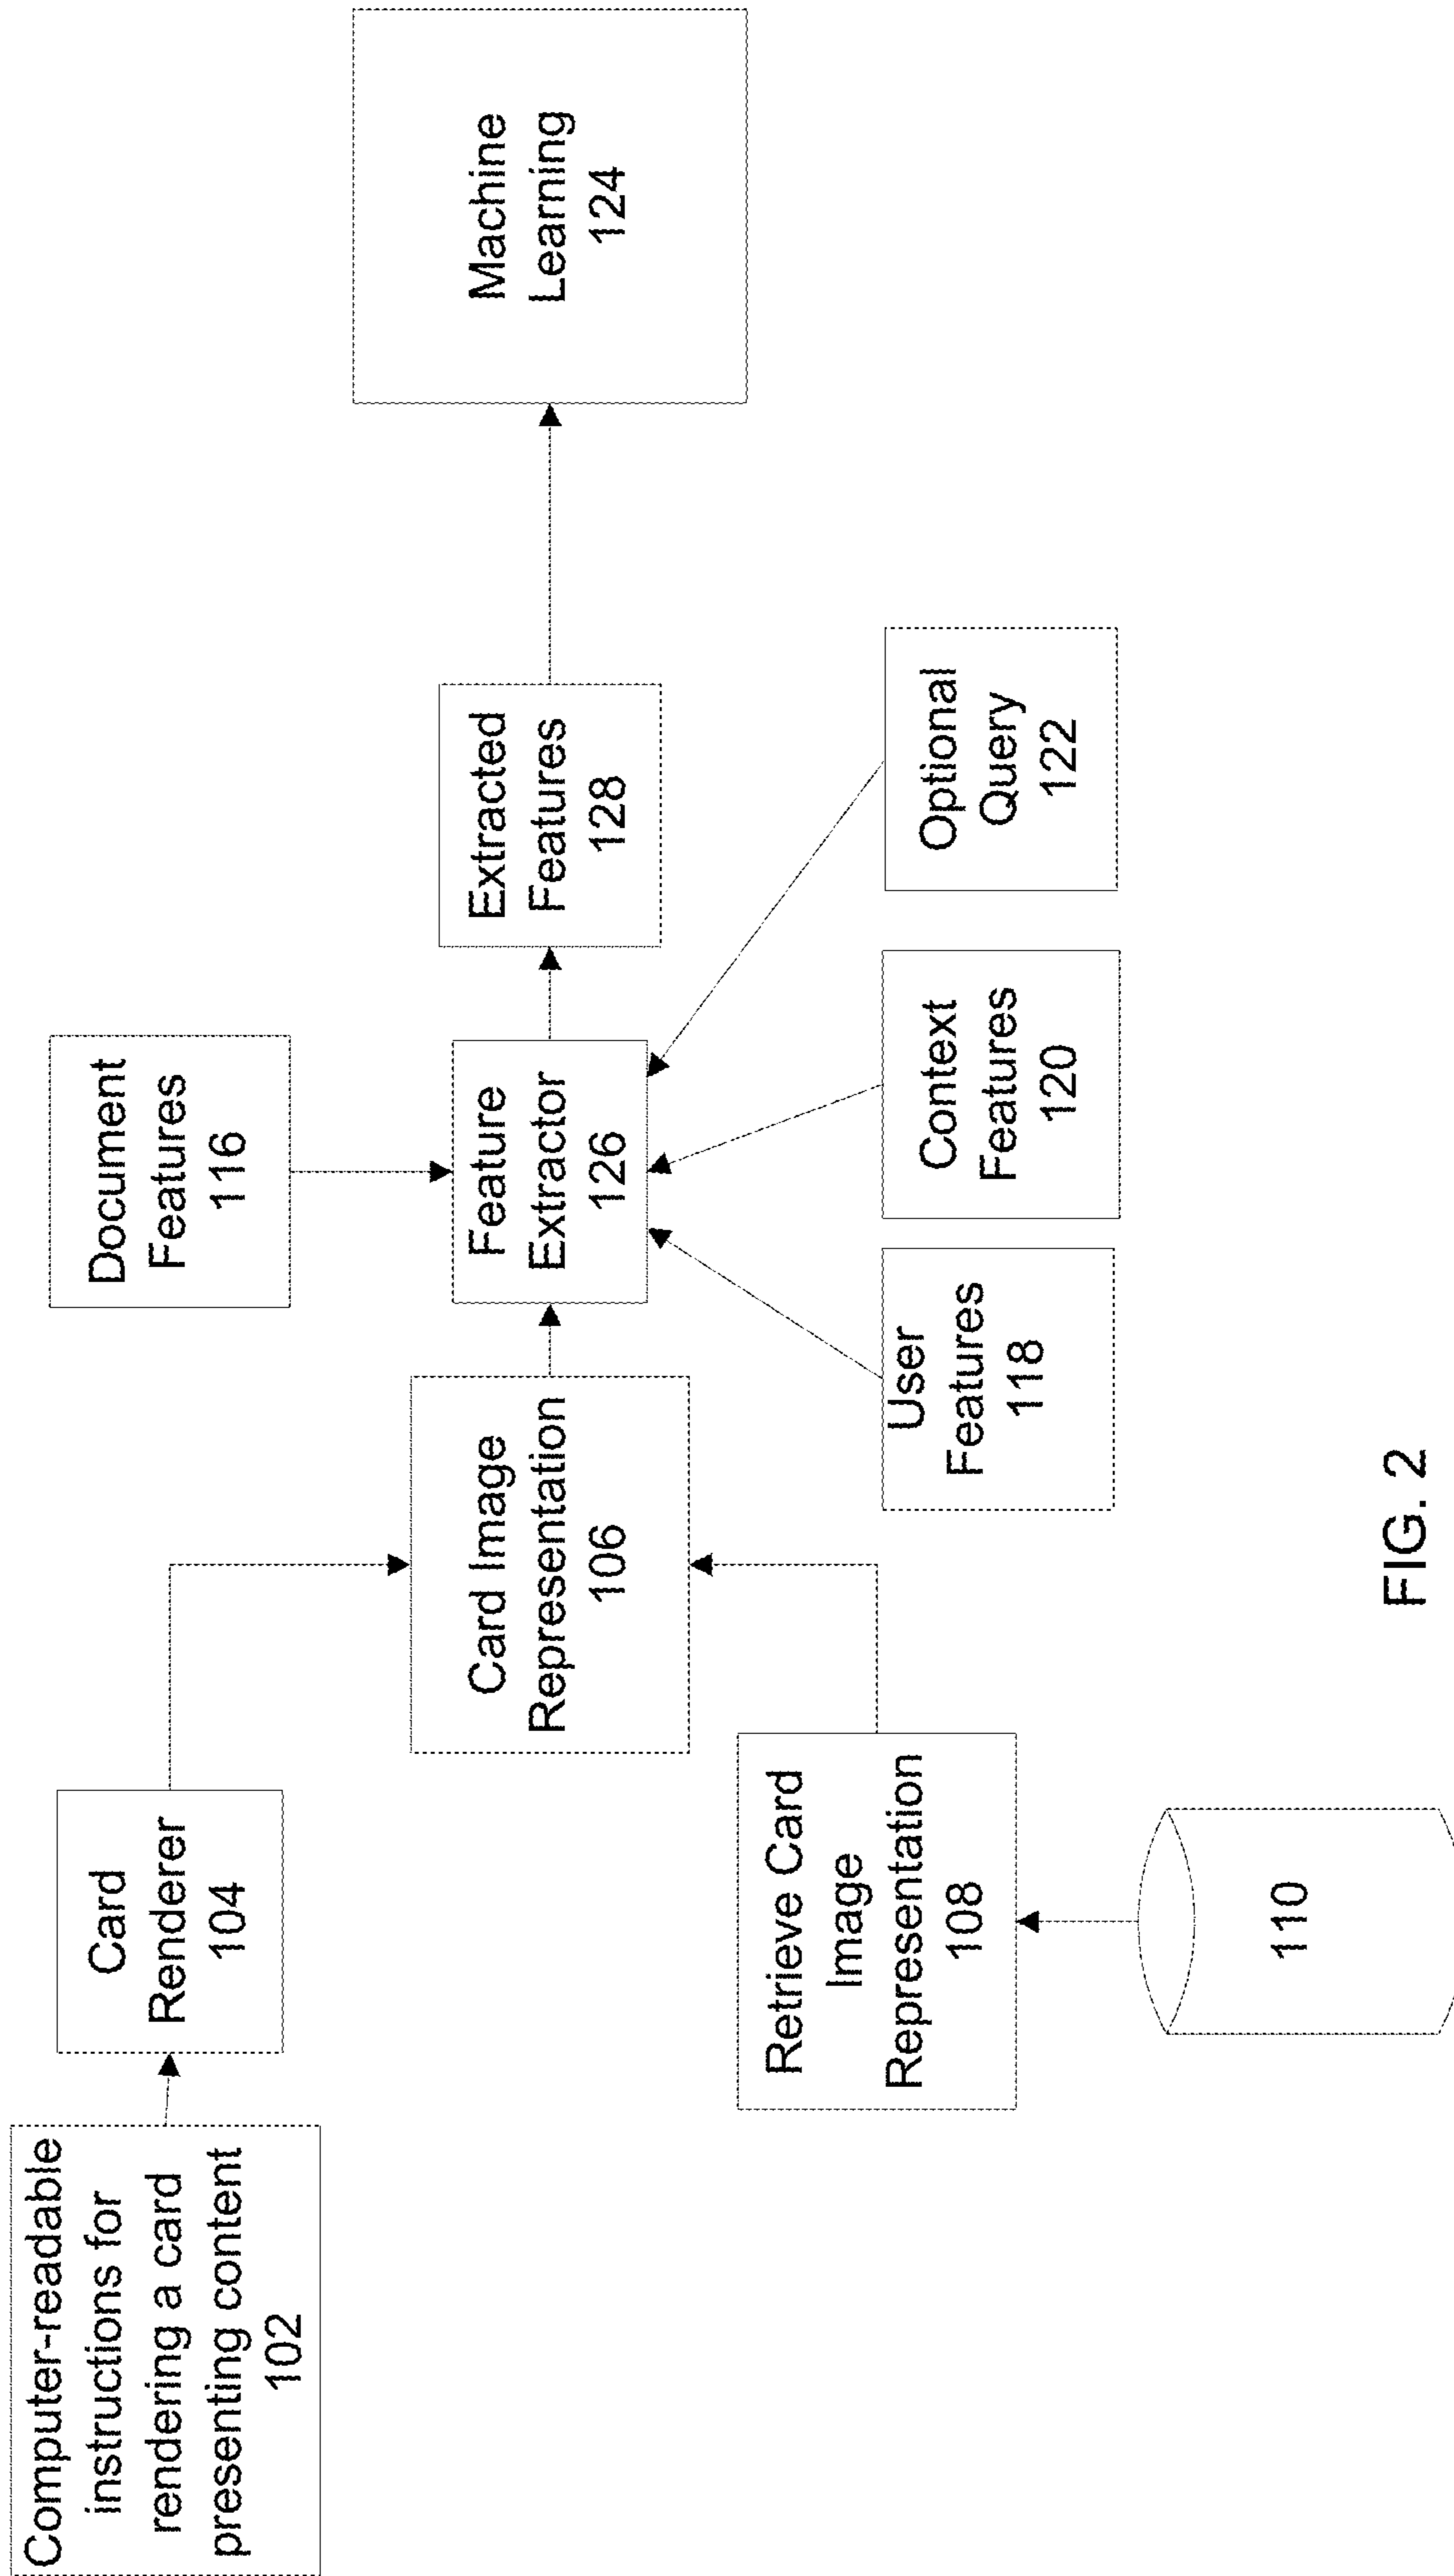 Computer-readable
instructions for
rendering a card
presenting content
102
Card
Renderer
104
Card Image
Representation
106
Retrieve Card
Image
Representation
108
110
Document
Features
116
Feature
Extractor
126
User
Features
118
Context
Features
120
Optional
Query
122
Extracted
Features
128
Machine
Learning
124
FIG. 2